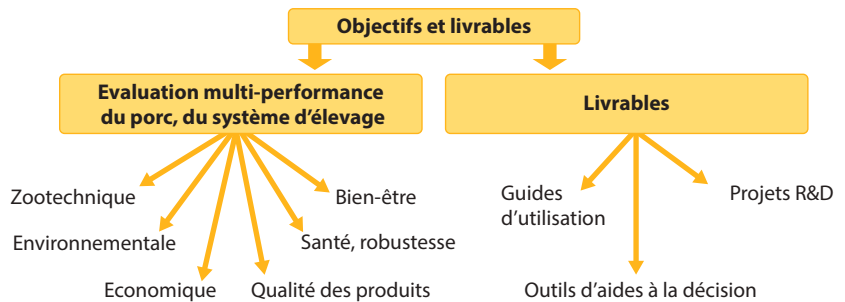 Objectifs et livrables
Evaluation multi-performance
du porc, du système d'élevage
Livrables
Zootechnique
Bien-être
Environnementale
Santé, robustesse
Economique
Qualité des produits
Guides
d'utilisation
Projets R&D
Outils d'aides à la décision